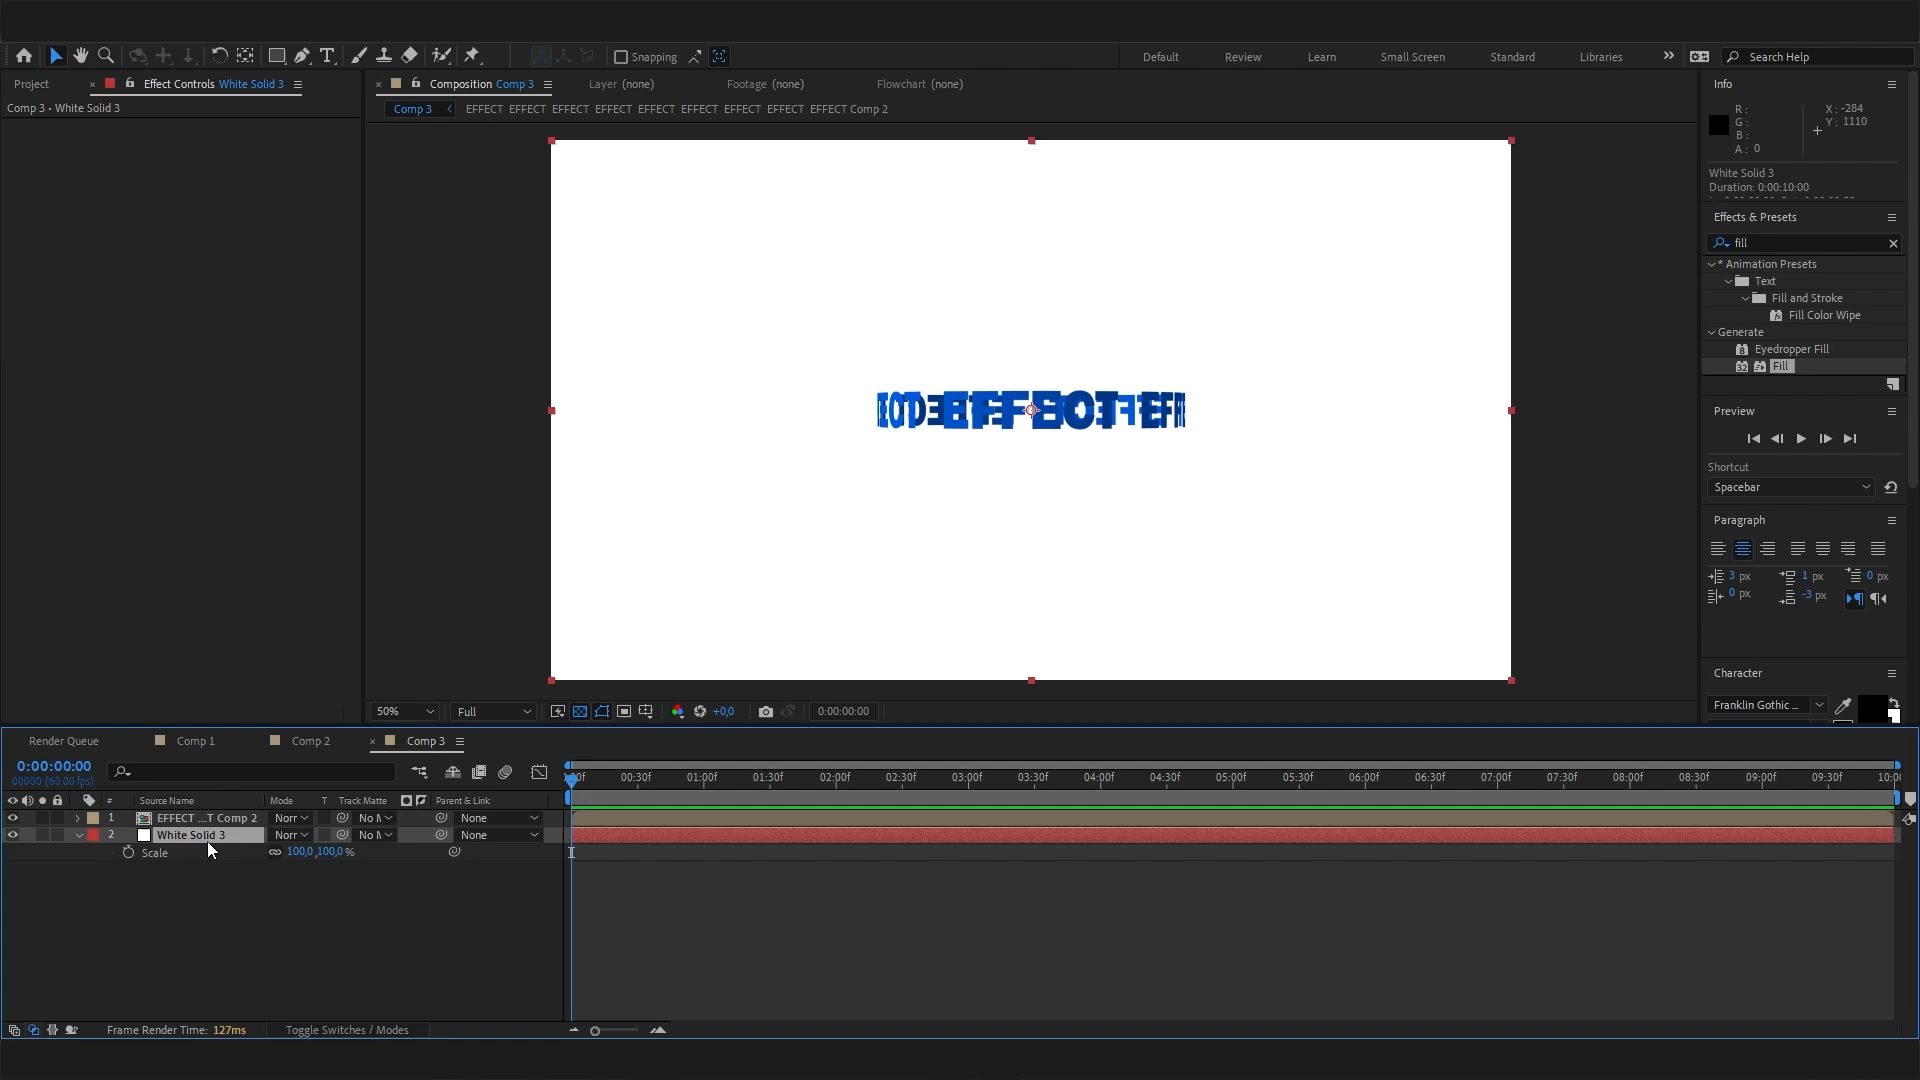 Snapping
Default
Review
Learn
Small Screen
Standard
Libraries
Search Help
Project
Effect Controls White Solid 3
Composition Comp 3
Layer (none)
Footage (none)
Flowchart (none)
Info
Comp 3 • White Solid 3
Comp 3
EFFECT EFFECT EFFECT EFFECT EFFECT EFFECT EFFECT EFFECT EFFECT Comp 2
R :
G :
B :
A : 0
X : -284
Y : 1110
White Solid 3
Duration: 0:00:10:00
Effects & Presets
fill
* Animation Presets
Text
Fill and Stroke
Fill Color Wipe
Generate
Eyedropper Fill
Fill
EFFECT
Preview
Shortcut
Spacebar
Paragraph
3 px
1 px
0 px
0 px
-3 px
Character
Franklin Gothic ...
50%
Full
+0,0
0:00:00:00
Render Queue
Comp 1
Comp 2
Comp 3
0:00:00:00
00000 (60.00 fps)
00:30f 01:00f 01:30f 02:00f 02:30f 03:00f 03:30f 04:00f 04:30f 05:00f 05:30f 06:00f 06:30f 07:00f 07:30f 08:00f 08:30f 09:00f 09:30f
# Source Name Mode T Track Matte Parent & Link
1 EFFECT ...T Comp 2 None
2 White Solid 3 None
Scale 100,0 ,100,0 %
Frame Render Time: 127ms
Toggle Switches / Modes